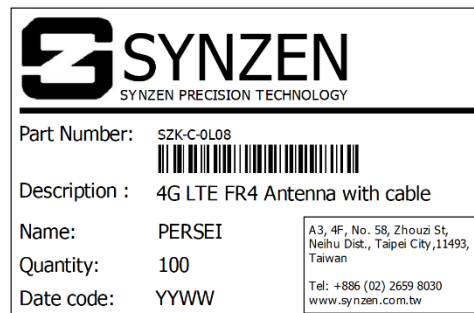 SYNZEN
SYNZEN PRECISION TECHNOLOGY
Part Number: SZK-C-0L08
Description : 4G LTE FR4 Antenna with cable
Name: PERSEI
Quantity: 100
Date code: YYWW
A3, 4F, No. 58, Zhouzi St,
Neihu Dist., Taipei City,11493,
Taiwan
Tel: +886 (02) 2659 8030
www.synzen.com.tw